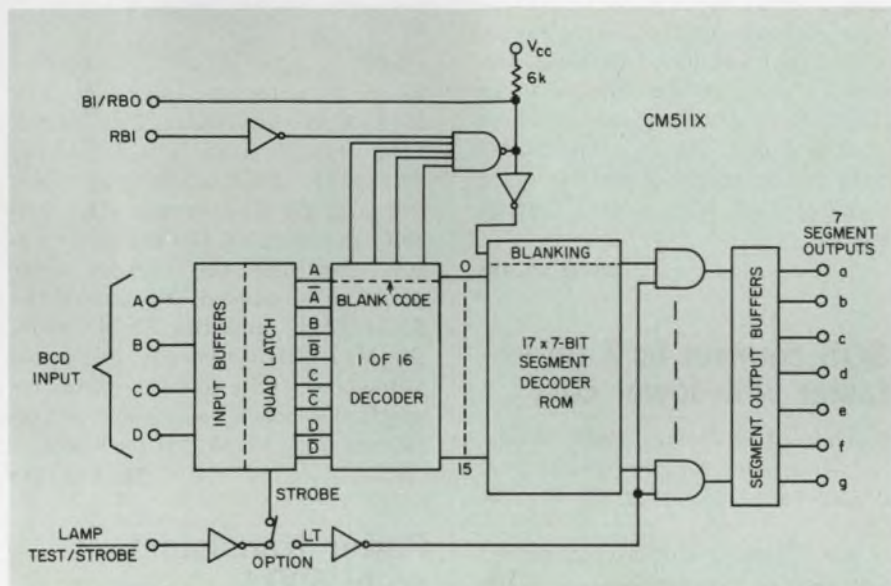 Vcc
6k
BI/RBO
RBI
CM511X
7
SEGMENT
OUTPUTS
BLANKING
BLANK CODE
BCD
INPUT
A
B
C
D
INPUT BUFFERS
QUAD LATCH
A
A̅
B
B̅
C
C̅
D
D̅
1 OF 16
DECODER
0
15
17 x 7-BIT
SEGMENT
DECODER
ROM
SEGMENT OUTPUT BUFFERS
a
b
c
d
e
f
g
STROBE
LAMP
TEST/S̅T̅R̅O̅B̅E̅
OPTION
LT